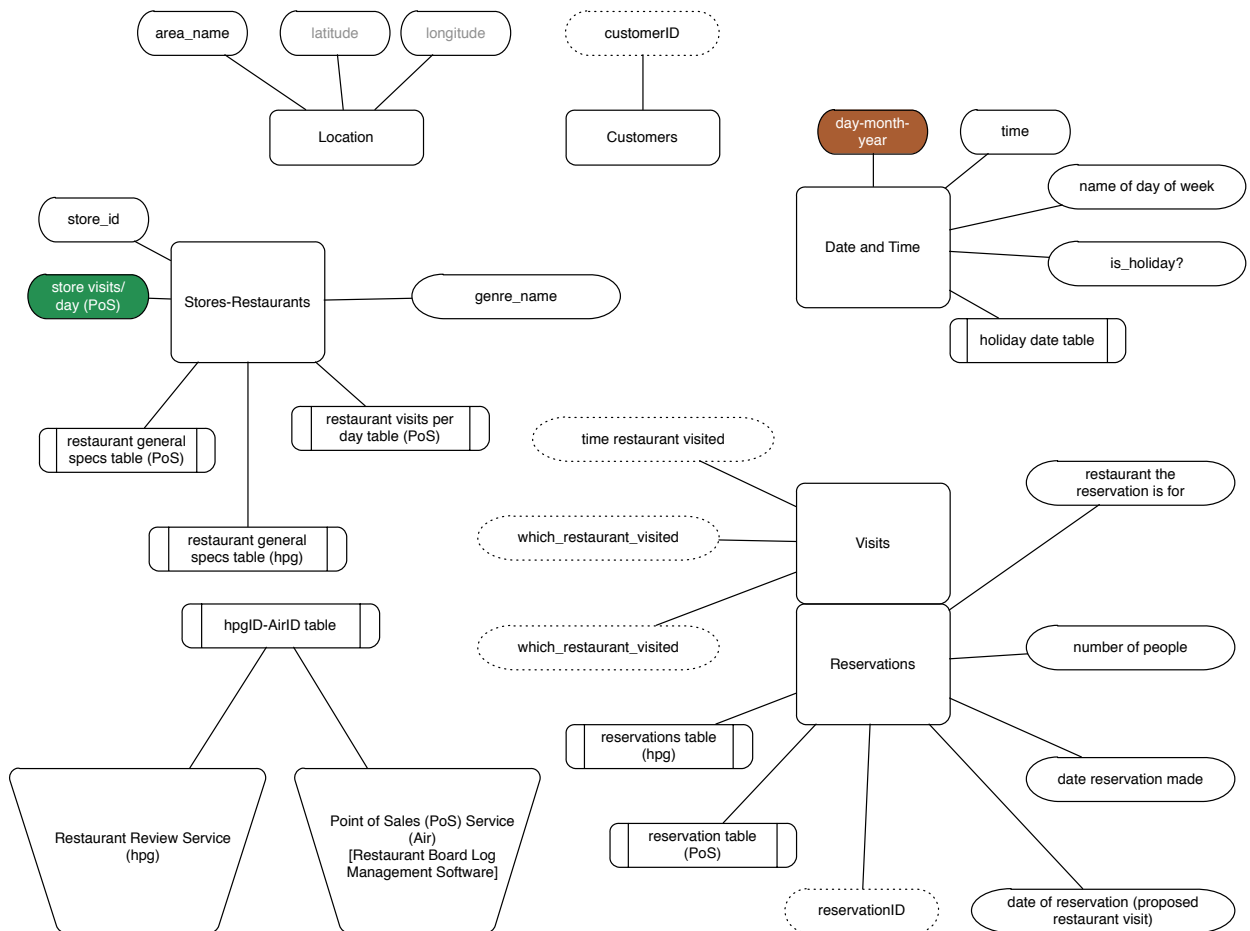 area_name
latitude
longitude
customerID
Location
Customers
day-month-
year
time
name of day of week
Date and Time
is_holiday?
holiday date table
store_id
store visits/
day (PoS)
Stores-Restaurants
genre_name
restaurant general
specs table (PoS)
restaurant visits per
day table (PoS)
restaurant general
specs table (hpg)
time restaurant visited
restaurant the
reservation is for
which_restaurant_visited
Visits
hpgID-AirID table
which_restaurant_visited
Reservations
number of people
reservations table
(hpg)
date reservation made
reservation table
(PoS)
reservationID
date of reservation (proposed
restaurant visit)
Restaurant Review Service
(hpg)
Point of Sales (PoS) Service
(Air)
[Restaurant Board Log
Management Software]